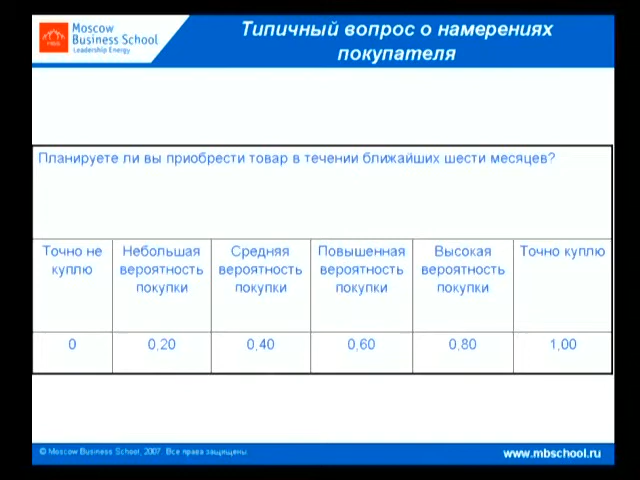 Moscow
Business School
Leadership Energy
Типичный вопрос о намерениях
покупателя
Планируете ли вы приобрести товар в течении ближайших шести месяцев?
Точно не куплю
Небольшая вероятность покупки
Средняя вероятность покупки
Повышенная вероятность покупки
Высокая вероятность покупки
Точно куплю
0
0,20
0,40
0,60
0,80
1,00
© Moscow Business School, 2007 Все права защищены.
www.mbschool.ru